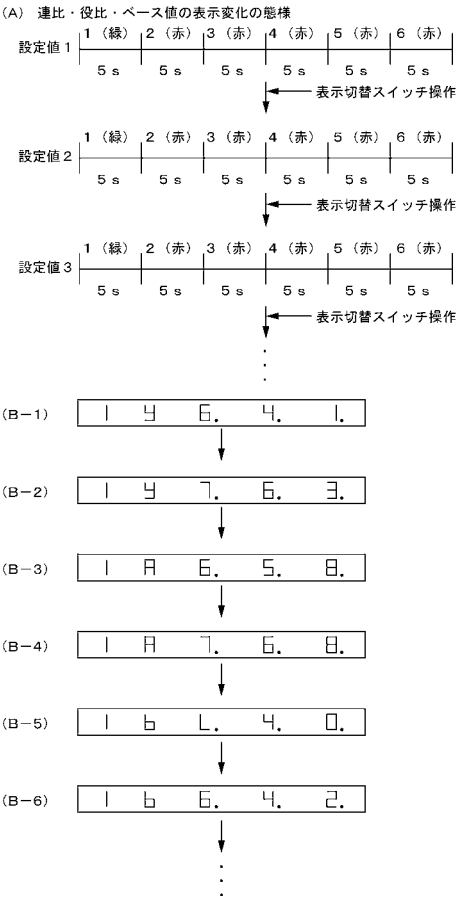 (A) 連比・役比・ベース値の表示変化の態様
設定値1
1 (緑) 2 (赤) 3 (赤) 4 (赤) 5 (赤) 6 (赤)
5 s 5 s 5 s 5 s 5 s 5 s
表示切替スイッチ操作
設定値2
1 (緑) 2 (赤) 3 (赤) 4 (赤) 5 (赤) 6 (赤)
5 s 5 s 5 s 5 s 5 s 5 s
表示切替スイッチ操作
設定値3
1 (緑) 2 (赤) 3 (赤) 4 (赤) 5 (赤) 6 (赤)
5 s 5 s 5 s 5 s 5 s 5 s
表示切替スイッチ操作
(B-1) 1 y 6. 4. 1.
(B-2) 1 y 7. 6. 3.
(B-3) 1 A 6. 5. 8.
(B-4) 1 A 7. 6. 8.
(B-5) 1 b L. 4. 0.
(B-6) 1 b 6. 4. 2.